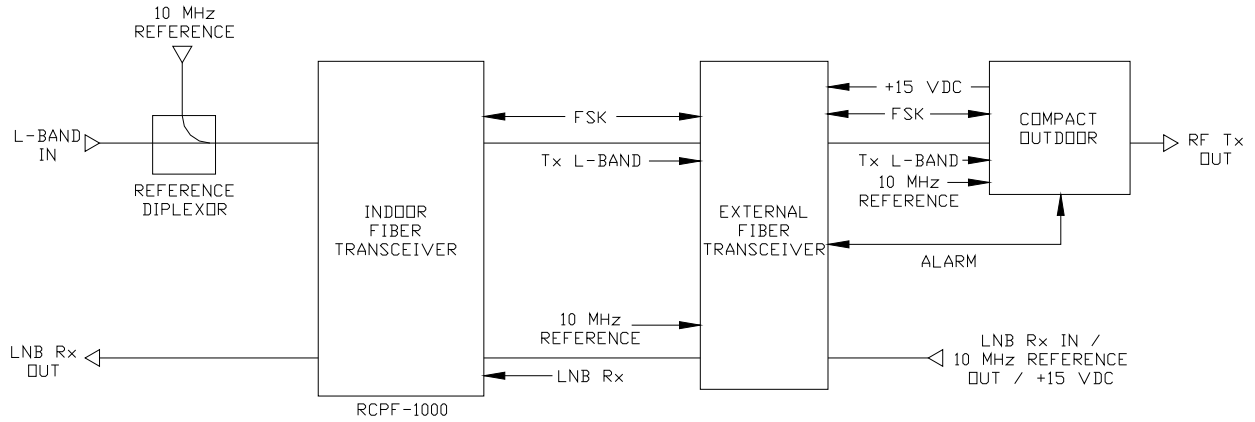 10 MHz
REFERENCE
L-BAND
IN
REFERENCE
DIPLEXOR
INDOOR
FIBER
TRANSCEIVER
RCPF-1000
LNB Rx
OUT
FSK
Tx L-BAND
10 MHz
REFERENCE
LNB Rx
EXTERNAL
FIBER
TRANSCEIVER
+15 VDC
FSK
Tx L-BAND
10 MHz
REFERENCE
ALARM
COMPACT
OUTDOOR
RF Tx
OUT
LNB Rx IN /
10 MHz REFERENCE
OUT / +15 VDC